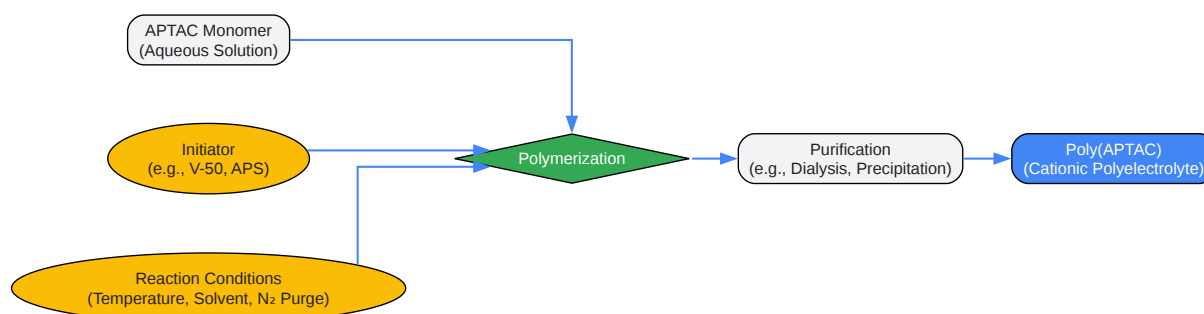 APTAC Monomer
(Aqueous Solution)
Initiator
(e.g., V-50, APS)
Polymerization
Purification
(e.g., Dialysis, Precipitation)
Poly(APTAC)
(Cationic Polyelectrolyte)
Reaction Conditions
(Temperature, Solvent, N₂ Purge)